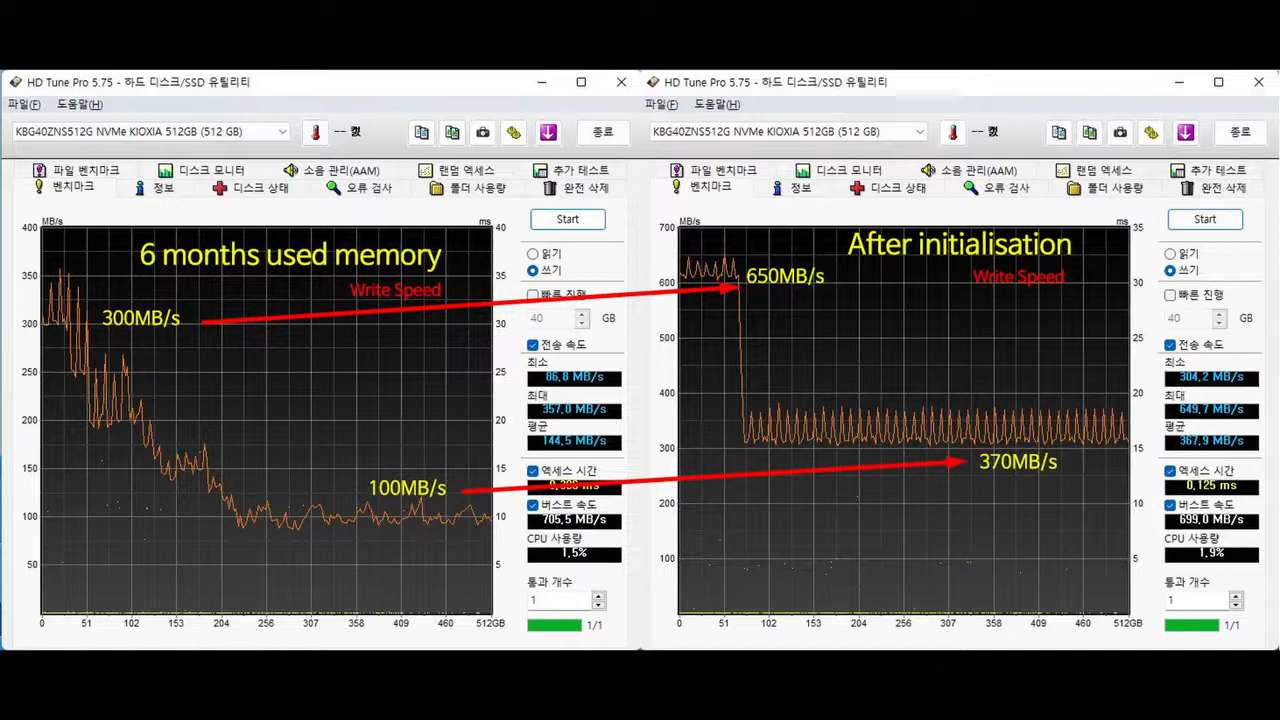 HD Tune Pro 5.75 - 하드 디스크/SSD 유틸리티
파일(F) 도움말(H)
KBG40ZNS512G NVMe KIOXIA 512GB (512 GB)
-- 캜
종료
파일 벤치마크 디스크 모니터 소음 관리(AAM) 랜덤 엑세스 추가 테스트
벤치마크 정보 디스크 상태 오류 검사 폴더 사용량 완전 삭제
MB/s ms
400 40
350 35
300 30
250 25
200 20
150 15
100 10
50 5
0 51 102 153 204 256 307 358 409 460 512GB
6 months used memory
Write Speed
300MB/s
100MB/s
Start
읽기
쓰기
빠른 진행
40 GB
전송 속도
최소
86.8 MB/s
최대
357.0 MB/s
평균
144.5 MB/s
엑세스 시간
버스트 속도
705.5 MB/s
CPU 사용량
1.5%
통과 개수
1
1/1
HD Tune Pro 5.75 - 하드 디스크/SSD 유틸리티
파일(F) 도움말(H)
KBG40ZNS512G NVMe KIOXIA 512GB (512 GB)
-- 캜
종료
파일 벤치마크 디스크 모니터 소음 관리(AAM) 랜덤 엑세스 추가 테스트
벤치마크 정보 디스크 상태 오류 검사 폴더 사용량 완전 삭제
MB/s ms
700 35
600 30
500 25
400 20
300 15
200 10
100 5
0 51 102 153 204 256 307 358 409 460 512GB
After initialisation
Write Speed
650MB/s
370MB/s
Start
읽기
쓰기
빠른 진행
40 GB
전송 속도
최소
304.2 MB/s
최대
649.7 MB/s
평균
367.9 MB/s
엑세스 시간
0.125 ms
버스트 속도
699.0 MB/s
CPU 사용량
1.9%
통과 개수
1
1/1